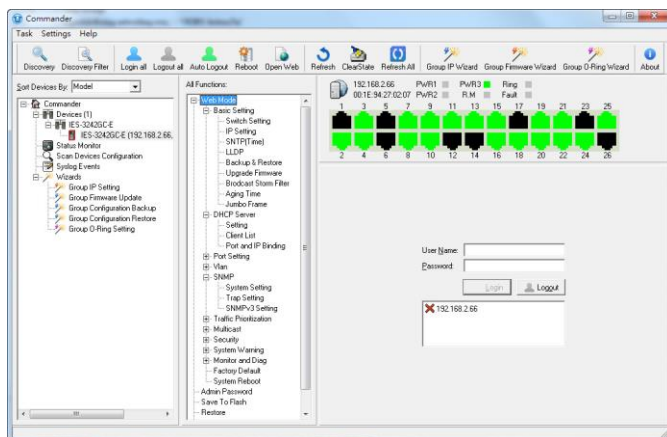 Commander
Task Settings Help
Discovery Discovery Filter Login all Logout all Auto Logout Reboot Open Web Refresh ClearState Refresh All Group IP Wizard Group Firmware Wizard Group O-Ring Wizard About
Sort Devices By: Model
Commander
Devices (1)
IES-3242GC-E
IES-3242GC-E (192.168.2.66,
Status Monitor
Scan Devices Configuration
Syslog Events
Wizards
Group IP Setting
Group Firmware Update
Group Configuration Backup
Group Configuration Restore
Group O-Ring Setting
All Functions:
Web Mode
Basic Setting
Switch Setting
IP Setting
SNTP(Time)
LLDP
Backup & Restore
Upgrade Firmware
Brodcast Storm Filter
Aging Time
Jumbo Frame
DHCP Server
Setting
Client List
Port and IP Binding
Port Setting
Vlan
SNMP
System Setting
Trap Setting
SNMPv3 Setting
Traffic Prioritization
Multicast
Security
System Warning
Monitor and Diag
Factory Default
System Reboot
Admin Password
Save To Flash
Restore
192.168.2.66 PWR1 PWR3 Ring
00:1E:94:27:02:07 PWR2 R.M Fault
1 3 5 7 9 11 13 15 17 19 21 23 25
2 4 6 8 10 12 14 16 18 20 22 24 26
User Name:
Password:
Login Logout
192.168.2.66